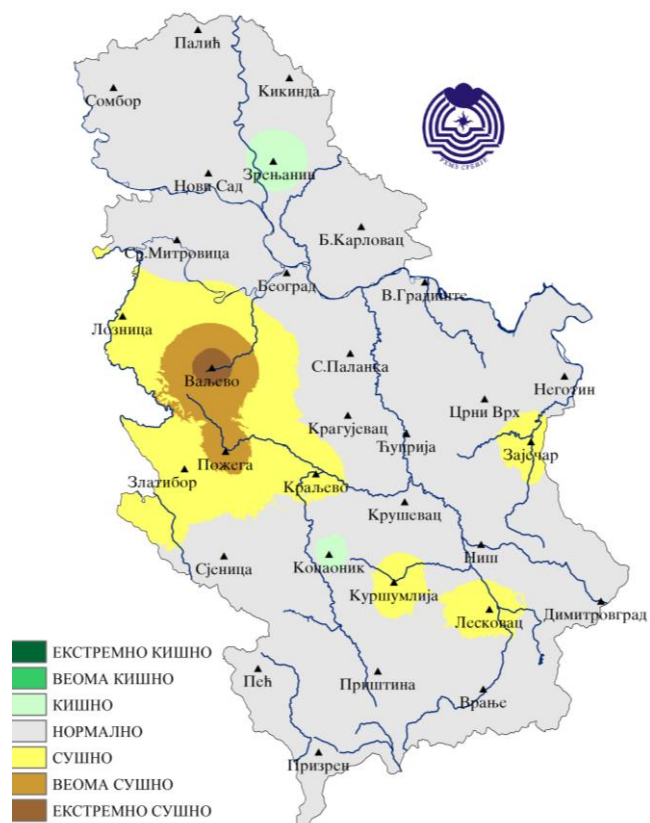 Палић
Кикинда
Сомбор
Зрењанин
Нови Сад
РХМЗ СРБИЈЕ
Б.Карловац
Ср.Митровица
Београд
В.Градиште
Лозница
С.Паланка
Ваљево
Неготин
Црни Врх
Крагујевац
Ћуприја
Зајечар
Пожега
Златибор
Краљево
Крушевац
Ниш
Сјеница
Копаоник
Куршумлија
Лесковац
Димитровград
Пећ
Приштина
Врање
Призрен
ЕКСТРЕМНО КИШНО
ВЕОМА КИШНО
КИШНО
НОРМАЛНО
СУШНО
ВЕОМА СУШНО
ЕКСТРЕМНО СУШНО